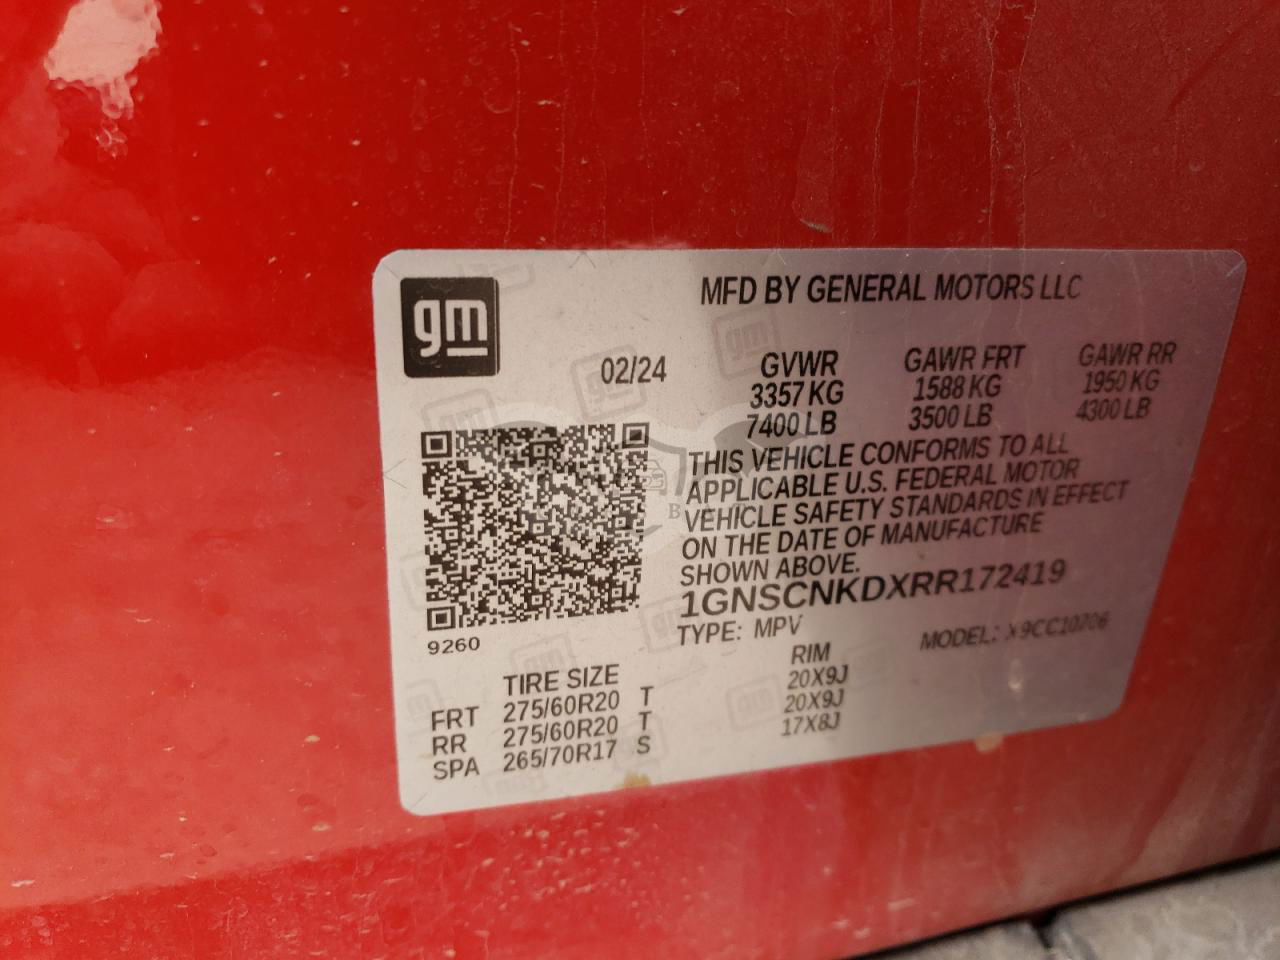 gm
MFD BY GENERAL MOTORS LLC
02/24
GVWR GAWR FRT GAWR RR
3357 KG 1588 KG 1950 KG
7400 LB 3500 LB 4300 LB
THIS VEHICLE CONFORMS TO ALL
APPLICABLE U.S. FEDERAL MOTOR
VEHICLE SAFETY STANDARDS IN EFFECT
ON THE DATE OF MANUFACTURE
SHOWN ABOVE.
1GNSCNKDXRR172419
9260
TYPE: MPV MODEL:
TIRE SIZE RIM
FRT 275/60R20 T 20X9J
RR 275/60R20 T 20X9J
SPA 265/70R17 S 17X8J